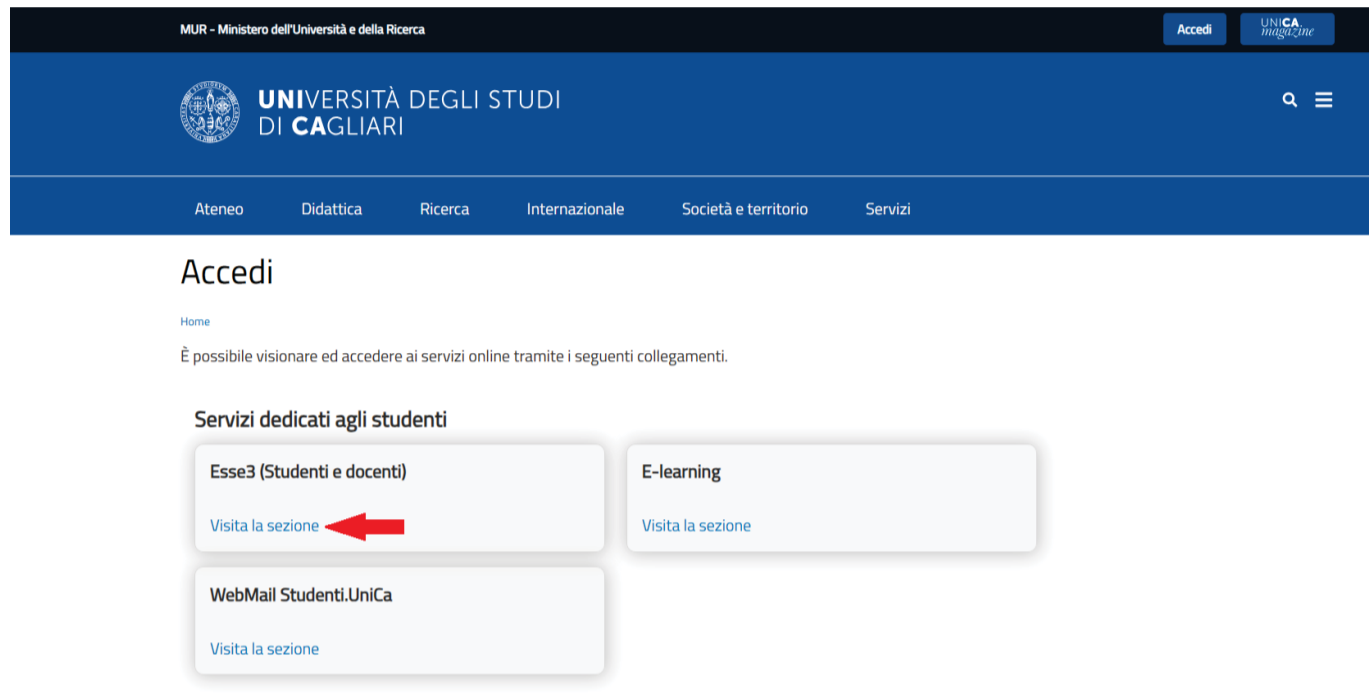 MUR - Ministero dell'Università e della Ricerca
Accedi
UNICA
magazine
UNIVERSITÀ DEGLI STUDI
DI CAGLIARI
Ateneo
Didattica
Ricerca
Internazionale
Società e territorio
Servizi
Accedi
Home
È possibile visionare ed accedere ai servizi online tramite i seguenti collegamenti.
Servizi dedicati agli studenti
Esse3 (Studenti e docenti)
Visita la sezione
E-learning
Visita la sezione
WebMail Studenti.UniCa
Visita la sezione